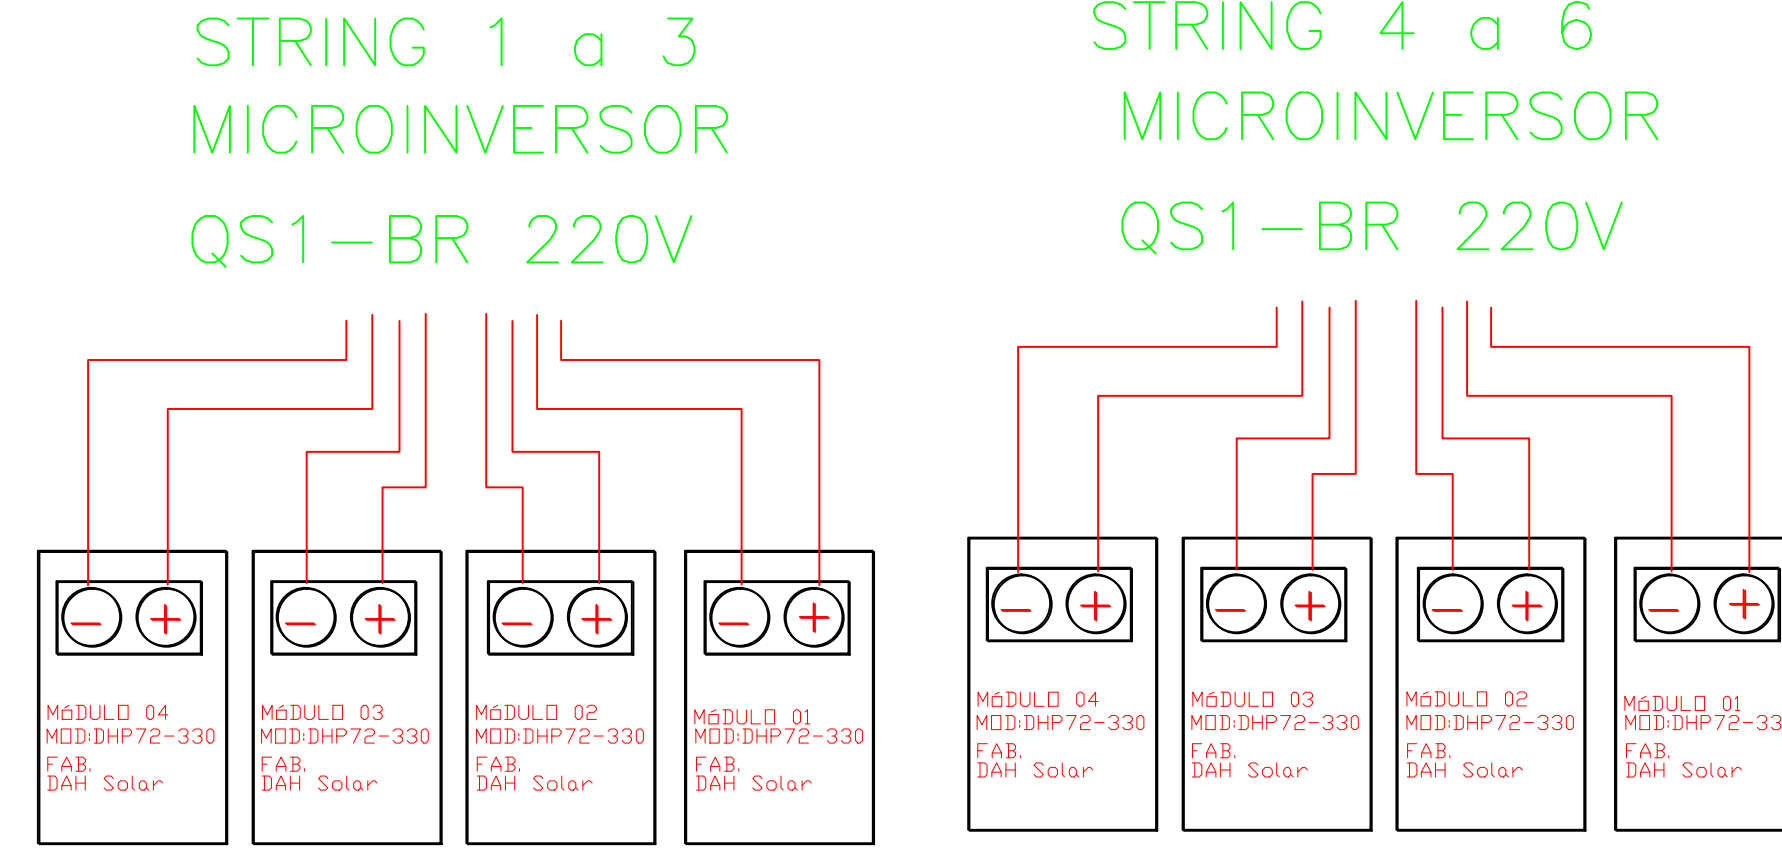 STRING 1 a 3
MICROINVERSOR
QS1-BR 220V
MóDULO 04
MOD:DHP72-330
FAB.
DAH Solar
MóDULO 03
MOD:DHP72-330
FAB.
DAH Solar
MóDULO 02
MOD:DHP72-330
FAB.
DAH Solar
MóDULO 01
MOD:DHP72-330
FAB.
DAH Solar
STRING 4 a 6
MICROINVERSOR
QS1-BR 220V
MóDULO 04
MOD:DHP72-330
FAB.
DAH Solar
MóDULO 03
MOD:DHP72-330
FAB.
DAH Solar
MóDULO 02
MOD:DHP72-330
FAB.
DAH Solar
MóDULO 01
MOD:DHP72-33
FAB.
DAH Solar